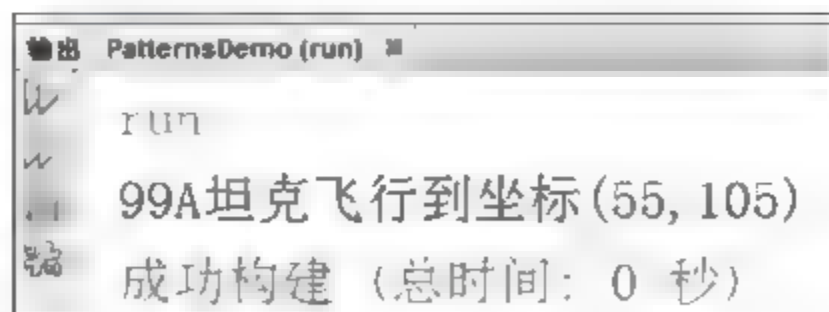 输出 PatternsDemo (run)
run
99A坦克飞行到坐标(55,105)
成功构建 (总时间: 0 秒)